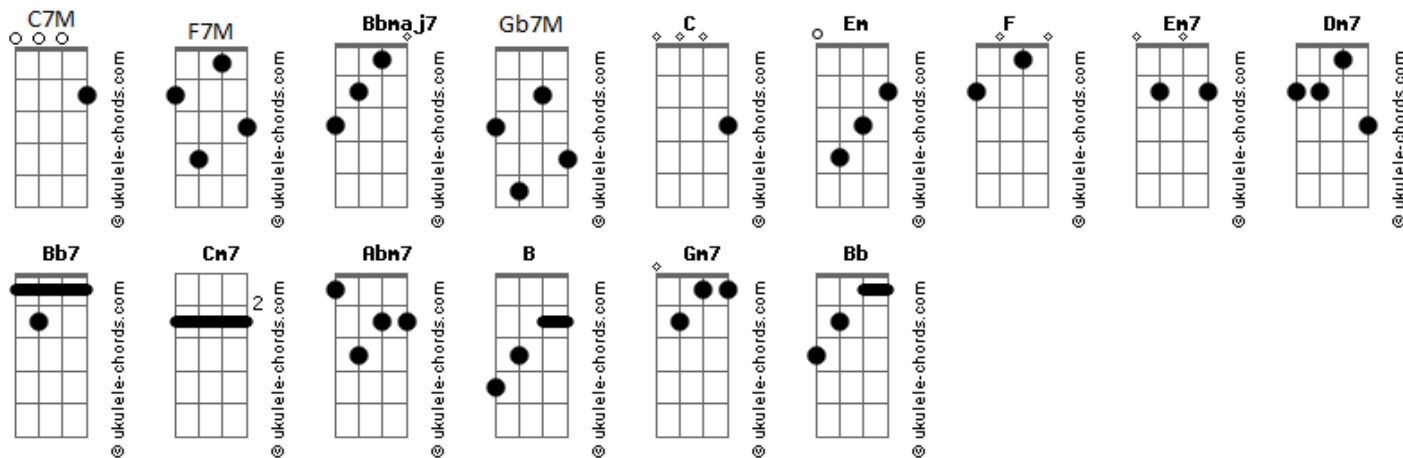 C7M F7M Bbmaj7 Gb7M C Em F Em7 Dm7
© ukulele-chords.com © ukulele-chords.com © ukulele-chords.com © ukulele-chords.com © ukulele-chords.com © ukulele-chords.com © ukulele-chords.com © ukulele-chords.com © ukulele-chords.com
Bb7 Cm7 Abm7 B Gm7 Bb
2
© ukulele-chords.com © ukulele-chords.com © ukulele-chords.com © ukulele-chords.com © ukulele-chords.com © ukulele-chords.com